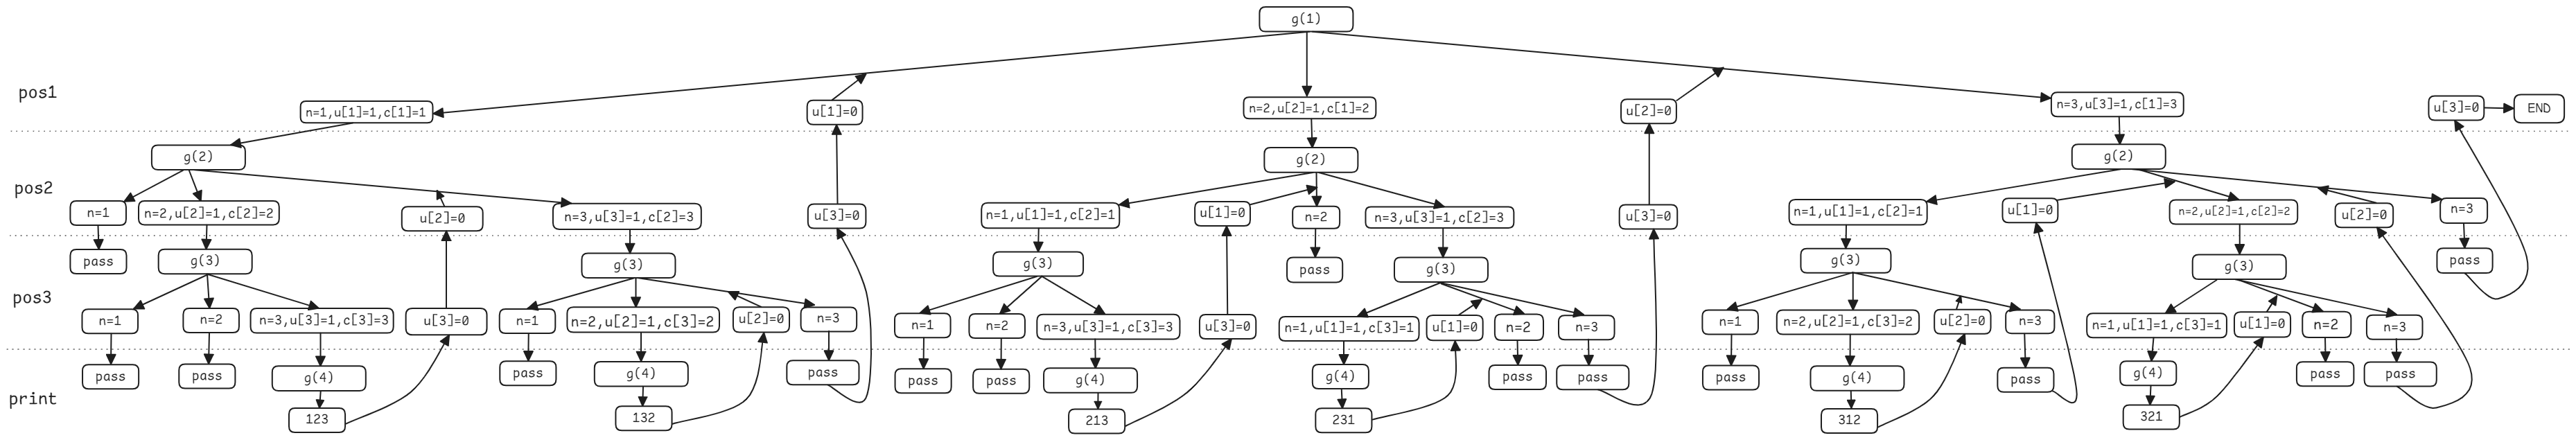 g(1)
pos1
n=1,u[1]=1,c[1]=1
u[1]=0
n=2,u[2]=1,c[1]=2
u[2]=0
n=3,u[3]=1,c[1]=3
u[3]=0
END
g(2)
g(2)
g(2)
pos2
n=1
n=2,u[2]=1,c[2]=2
u[2]=0
n=3,u[3]=1,c[2]=3
u[3]=0
n=1,u[1]=1,c[2]=1
u[1]=0
n=2
n=3,u[3]=1,c[2]=3
u[3]=0
n=1,u[1]=1,c[2]=1
u[1]=0
n=2,u[2]=1,c[2]=2
u[2]=0
n=3
pass
g(3)
g(3)
g(3)
pass
g(3)
g(3)
g(3)
pass
pos3
n=1
n=2
n=3,u[3]=1,c[3]=3
u[3]=0
n=1
n=2,u[2]=1,c[3]=2
u[2]=0
n=3
n=1
n=2
n=3,u[3]=1,c[3]=3
u[3]=0
n=1,u[1]=1,c[3]=1
u[1]=0
n=2
n=3
n=1
n=2,u[2]=1,c[3]=2
u[2]=0
n=3
n=1,u[1]=1,c[3]=1
u[1]=0
n=2
n=3
pass
pass
g(4)
pass
g(4)
pass
pass
pass
g(4)
g(4)
pass
pass
pass
g(4)
pass
g(4)
pass
pass
print
123
132
213
231
312
321